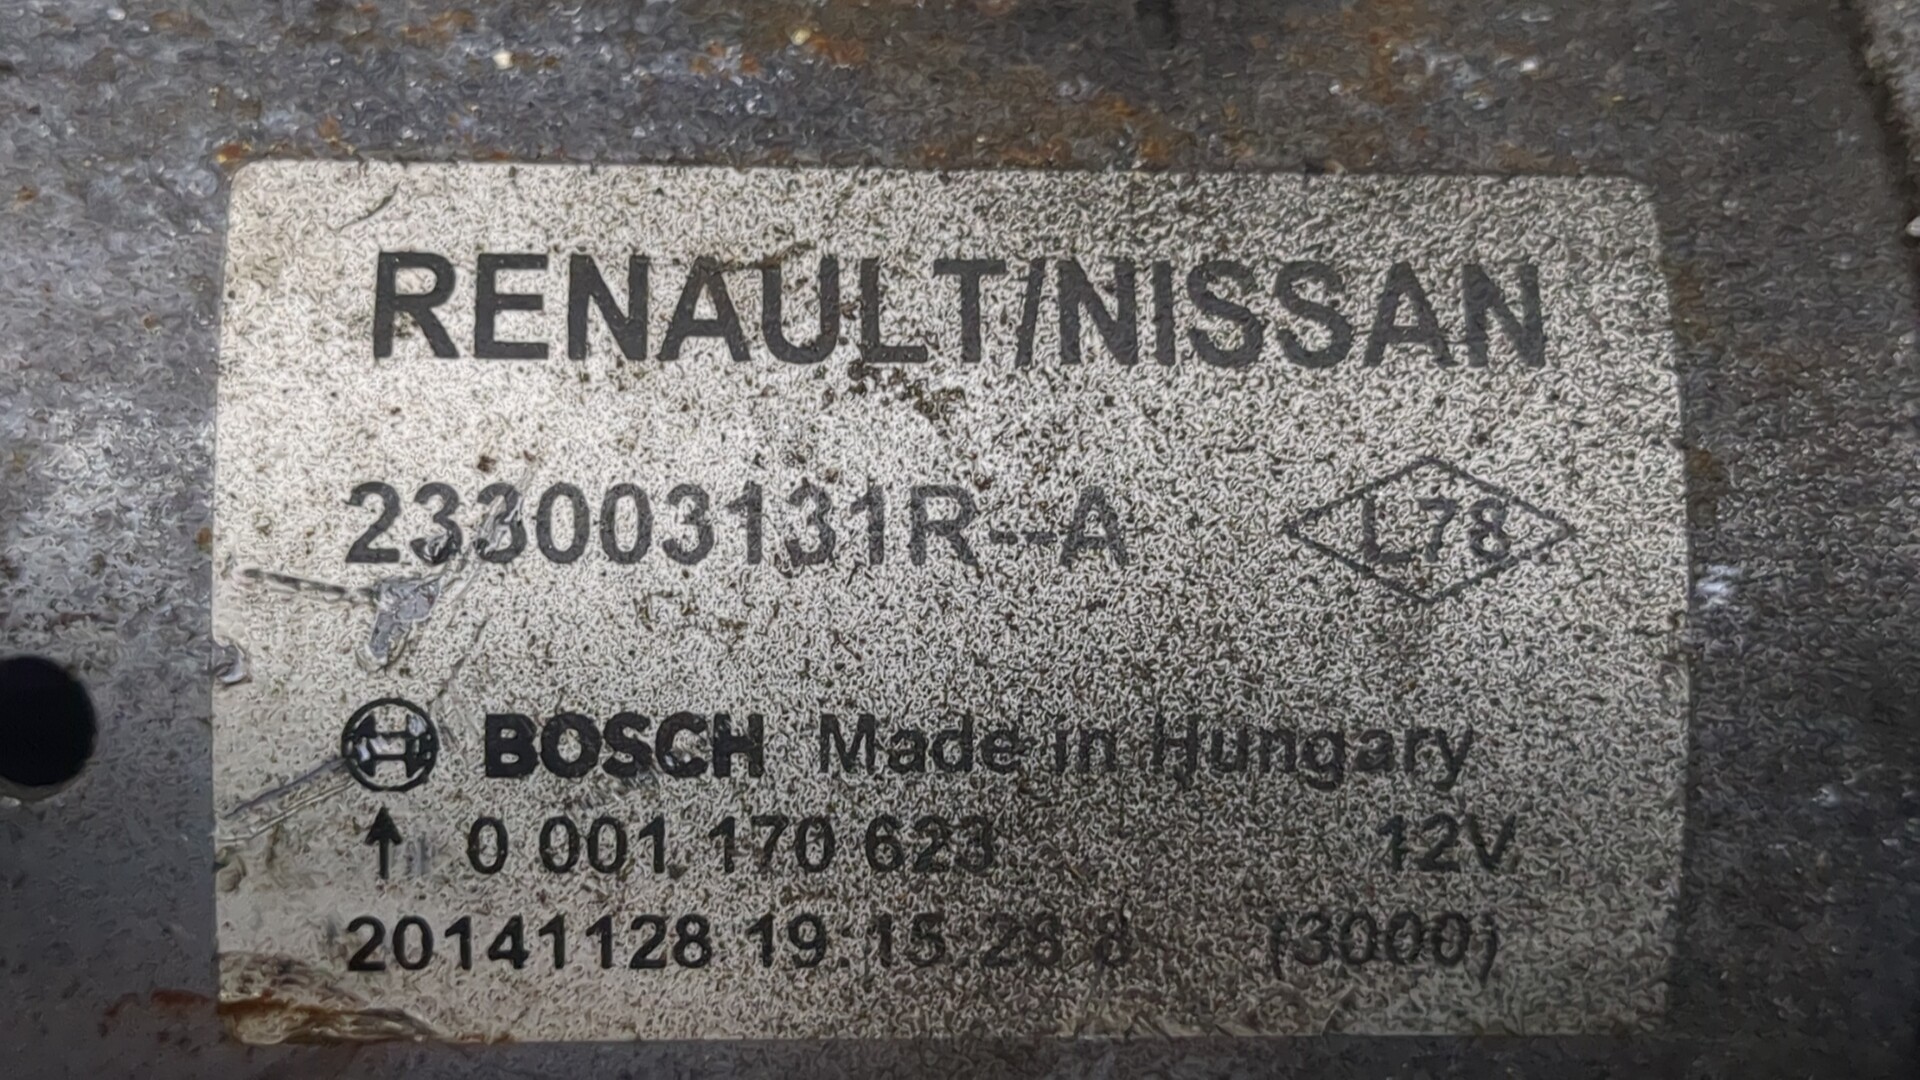 RENAULT/NISSAN
233003131R--A L78
BOSCH Made in Hungary
↑ 0 001 170 623 12V
20141128 19:15:28 8 (3000)